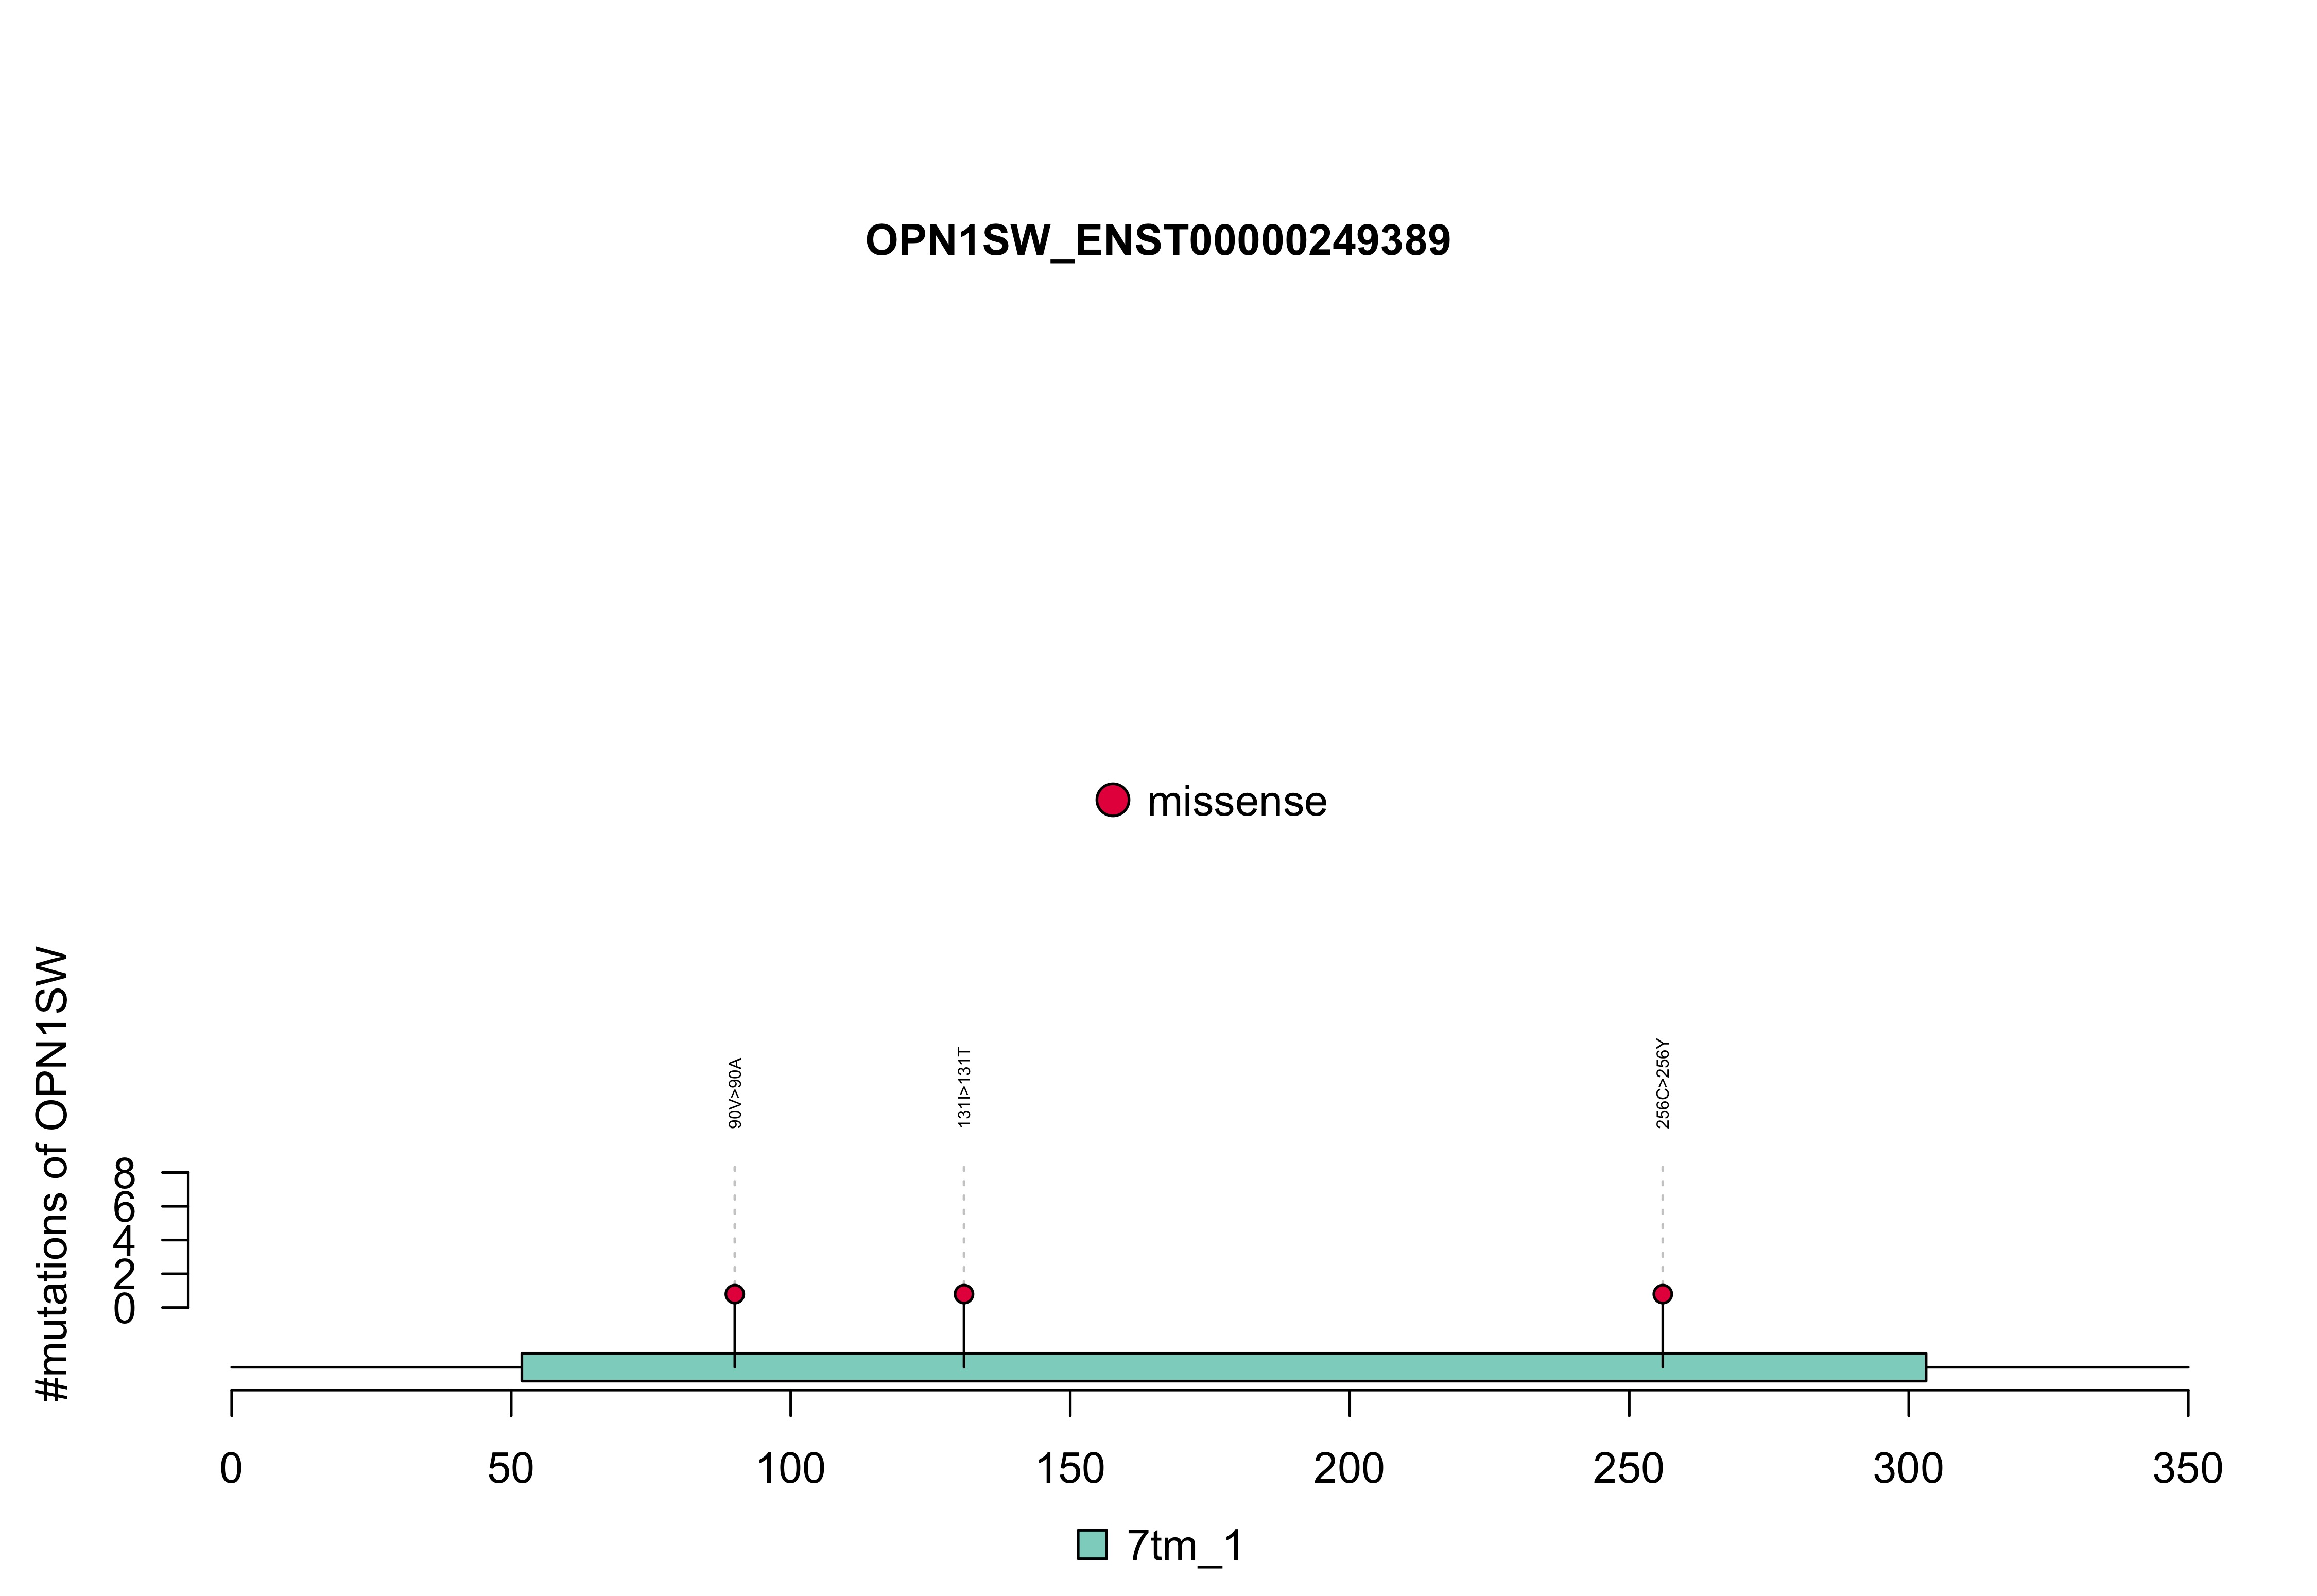 OPN1SW_ENST00000249389
missense
#mutations of OPN1SW
90V>90A
131I>131T
256C>256Y
8
6
4
2
0
0 50 100 150 200 250 300 350
7tm_1